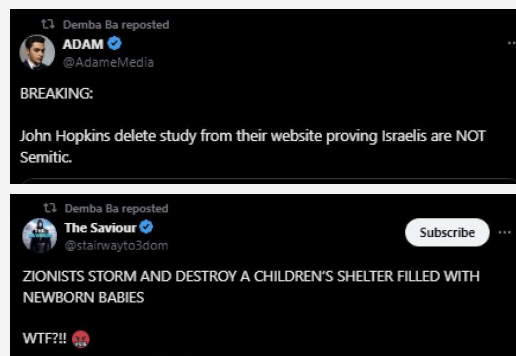 Demba Ba reposted
ADAM
@AdameMedia
BREAKING:
John Hopkins delete study from their website proving Israelis are NOT
Semitic.
Demba Ba reposted
The Saviour
@stairwayto3dom
Subscribe
ZIONISTS STORM AND DESTROY A CHILDREN'S SHELTER FILLED WITH
NEWBORN BABIES
WTF?!! 🤬